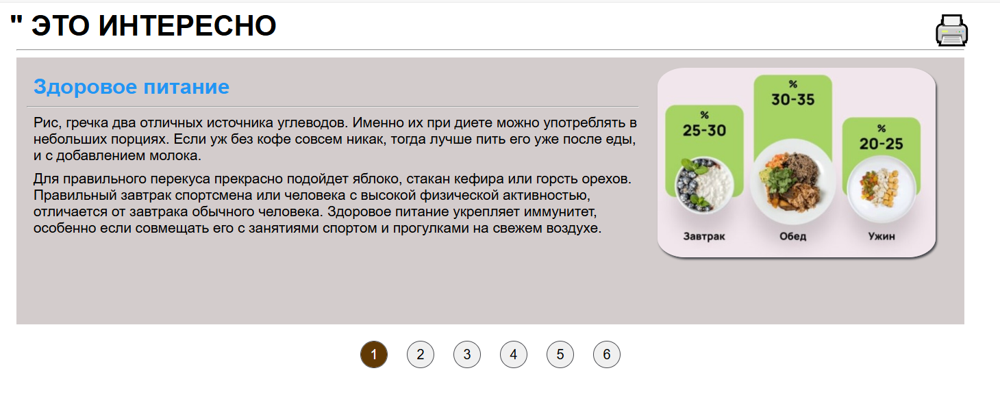 " ЭТО ИНТЕРЕСНО
Здоровое питание
Рис, гречка два отличных источника углеводов. Именно их при диете можно употреблять в
небольших порциях. Если уж без кофе совсем никак, тогда лучше пить его уже после еды,
и с добавлением молока.
Для правильного перекуса прекрасно подойдет яблоко, стакан кефира или горсть орехов.
Правильный завтрак спортсмена или человека с высокой физической активностью,
отличается от завтрака обычного человека. Здоровое питание укрепляет иммунитет,
особенно если совмещать его с занятиями спортом и прогулками на свежем воздухе.
%
25-30
Завтрак
%
30-35
Обед
%
20-25
Ужин
1 2 3 4 5 6